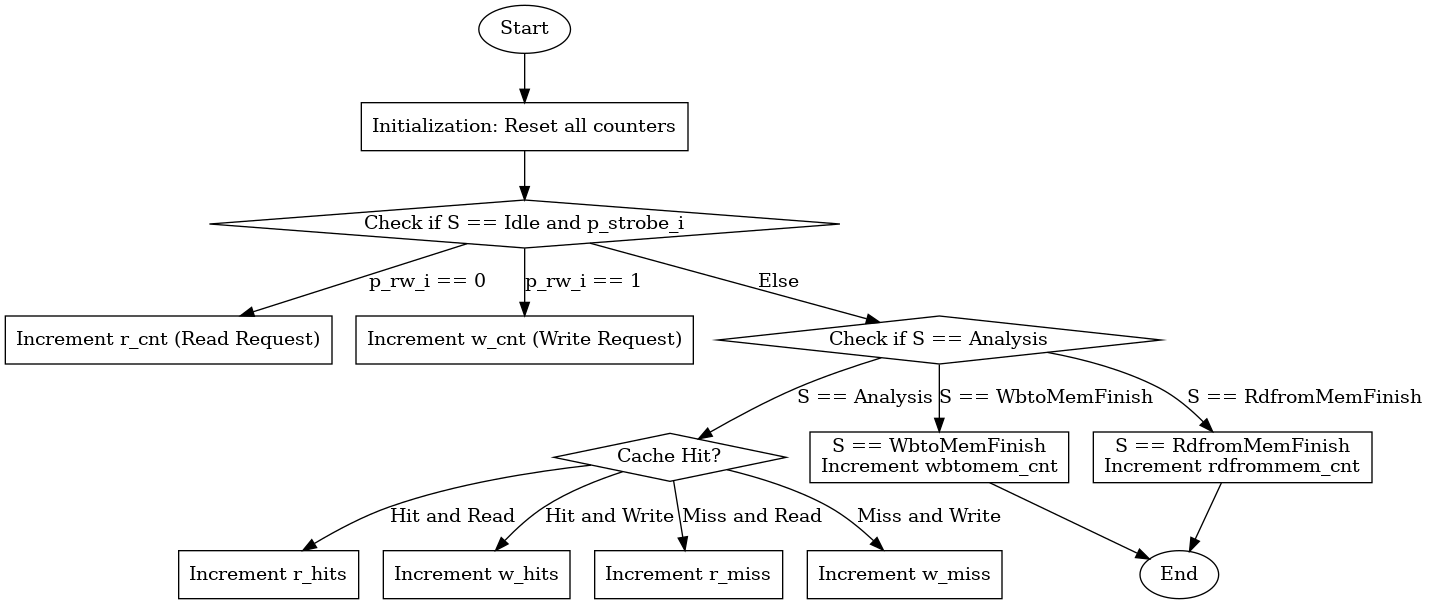 Start
Initialization: Reset all counters
Check if S == Idle and p_strobe_i
p_rw_i == 0
p_rw_i == 1
Else
Increment r_cnt (Read Request)
Increment w_cnt (Write Request)
Check if S == Analysis
S == Analysis
S == WbtoMemFinish
S == RdfromMemFinish
Cache Hit?
S == WbtoMemFinish
Increment wbtomem_cnt
S == RdfromMemFinish
Increment rdfrommem_cnt
Hit and Read
Hit and Write
Miss and Read
Miss and Write
Increment r_hits
Increment w_hits
Increment r_miss
Increment w_miss
End